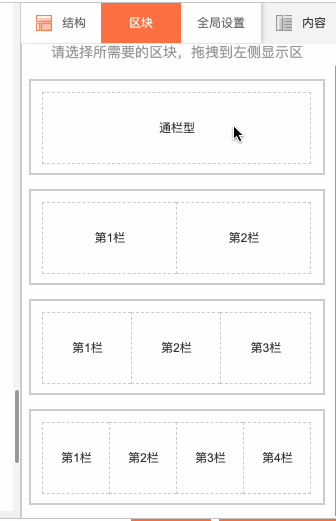 结构 区块 全局设置 内容
请选择所需要的区块，拖拽到左侧显示区
通栏型
第1栏 第2栏
第1栏 第2栏 第3栏
第1栏 第2栏 第3栏 第4栏